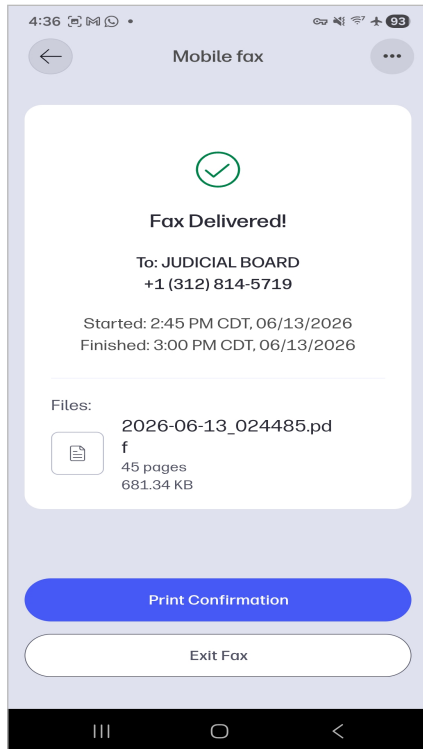 4:36
93
Mobile fax
Fax Delivered!
To: JUDICIAL BOARD
+1 (312) 814-5719
Started: 2:45 PM CDT, 06/13/2026
Finished: 3:00 PM CDT, 06/13/2026
Files:
2026-06-13_024485.pd
f
45 pages
681.34 KB
Print Confirmation
Exit Fax